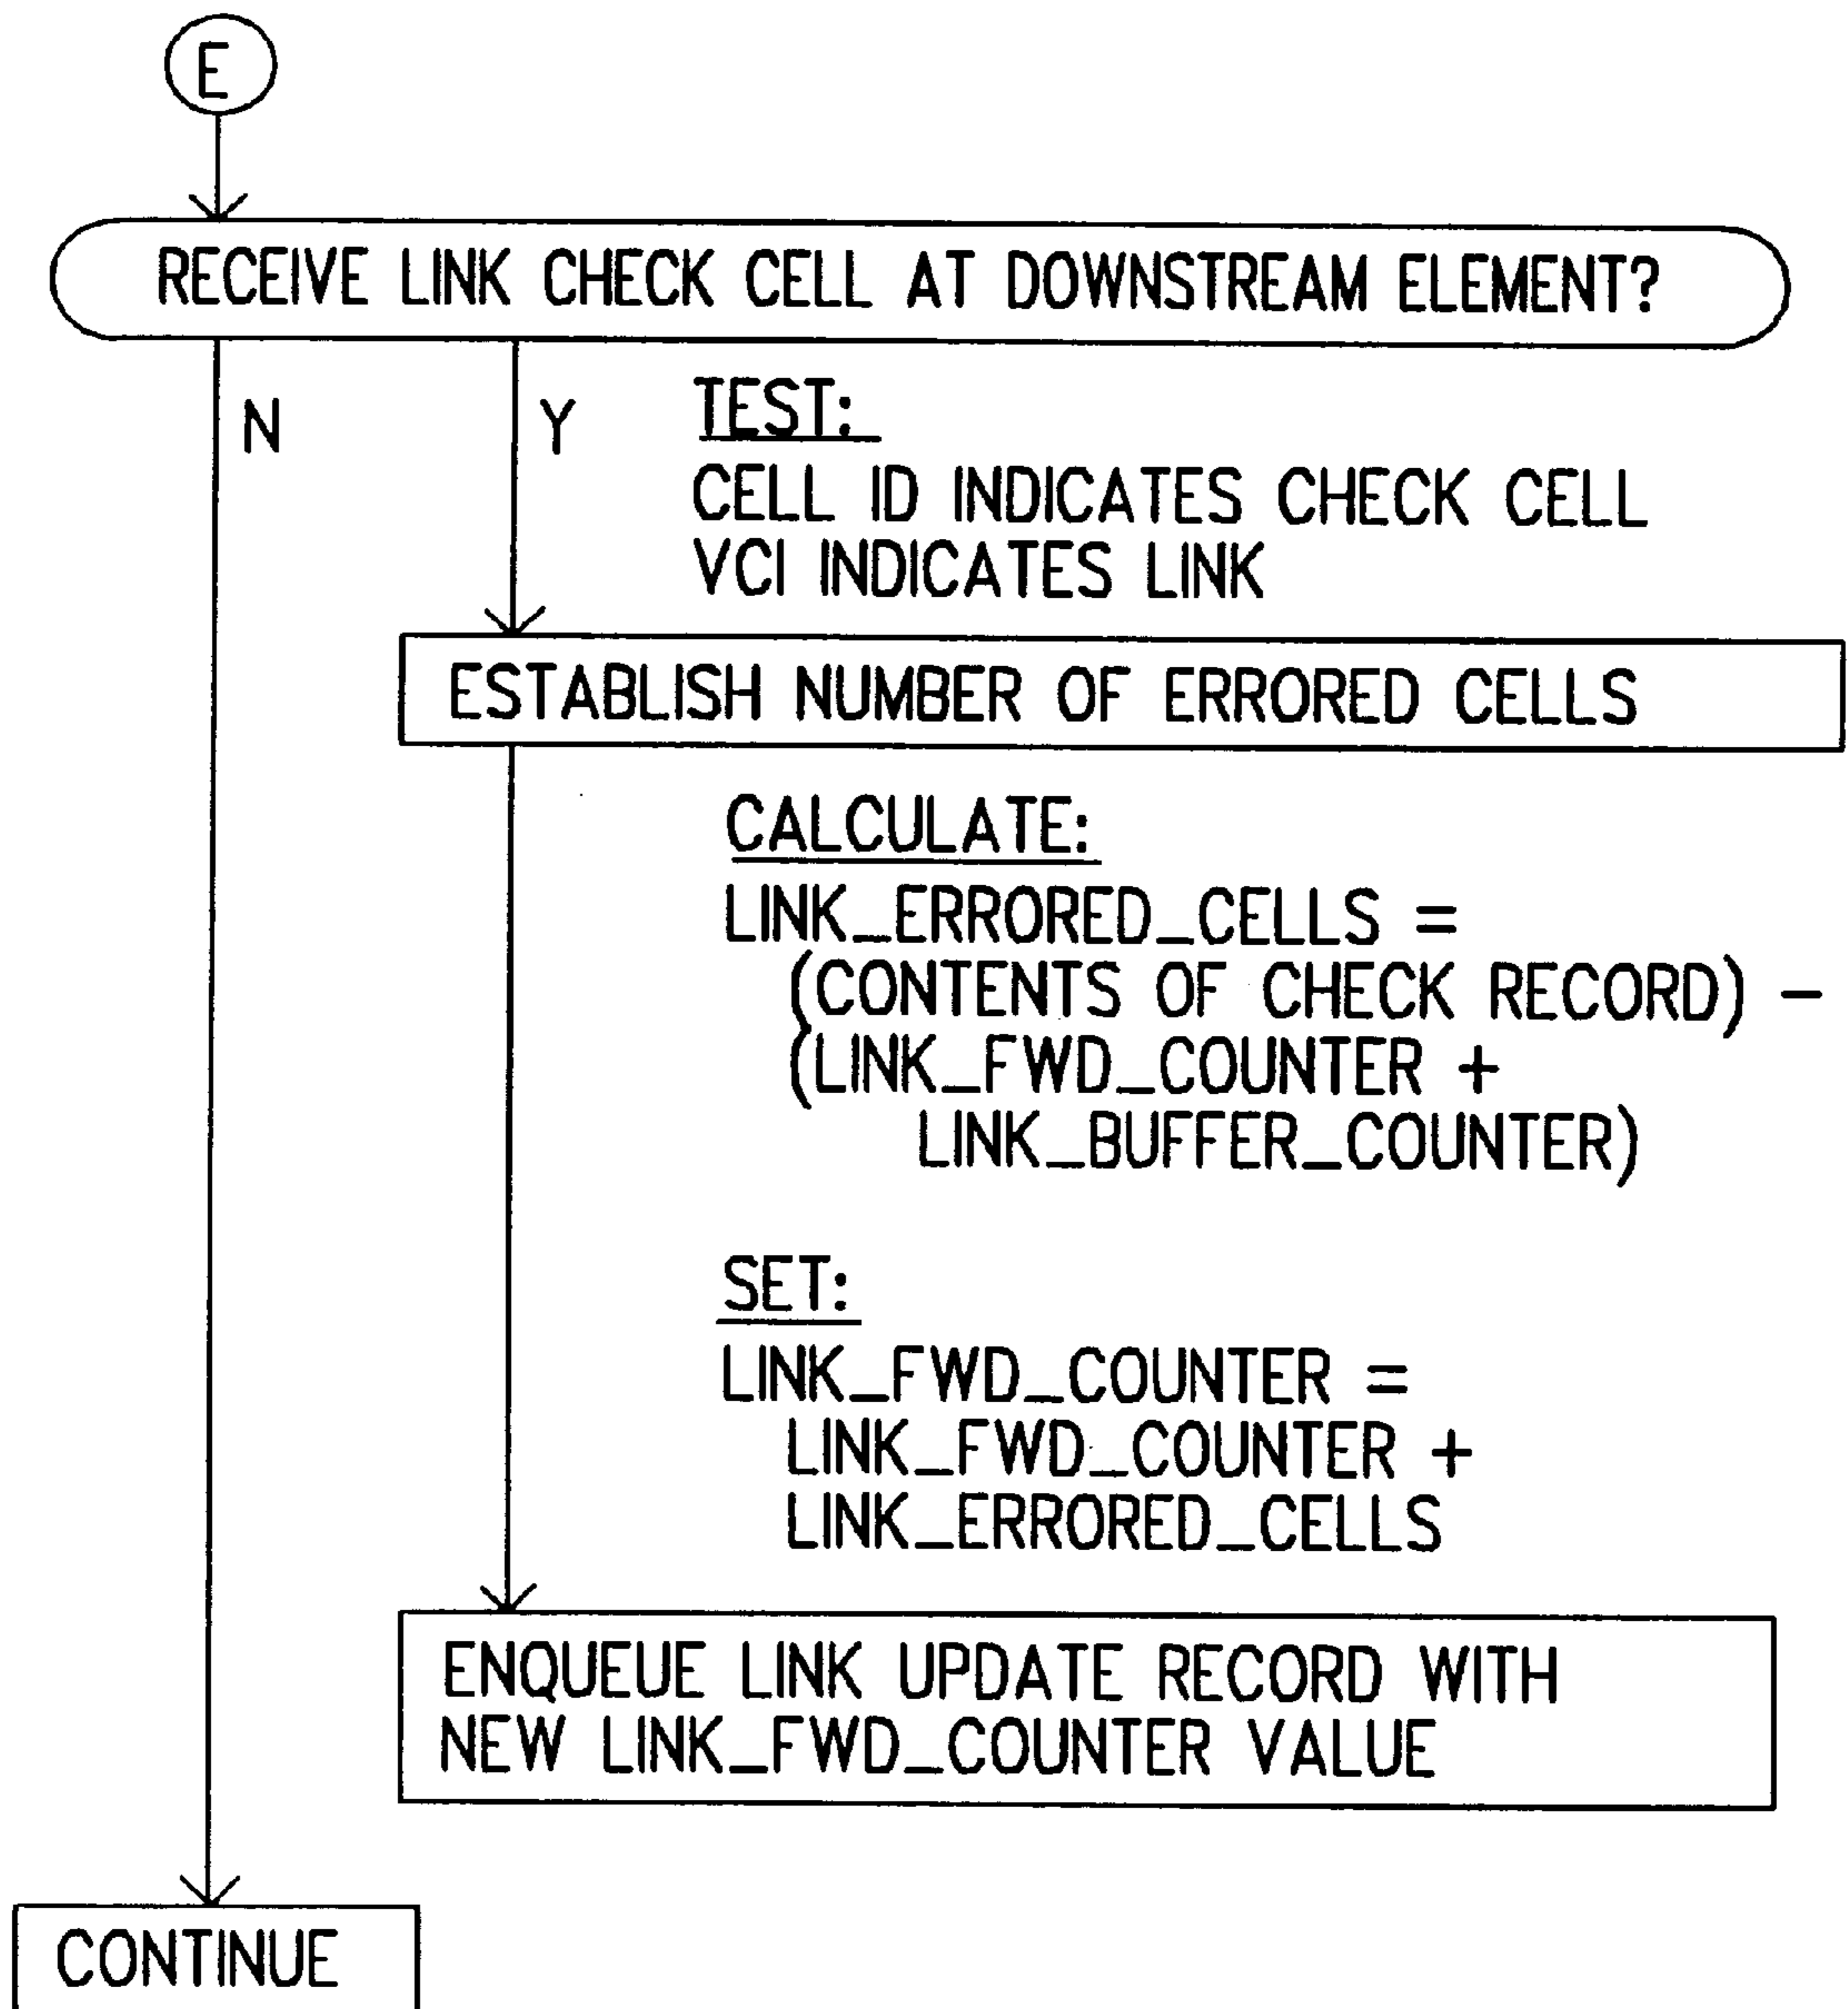 E
RECEIVE LINK CHECK CELL AT DOWNSTREAM ELEMENT?
N
Y
TEST:
CELL ID INDICATES CHECK CELL
VCI INDICATES LINK
ESTABLISH NUMBER OF ERRORED CELLS
CALCULATE:
LINK_ERRORED_CELLS =
(CONTENTS OF CHECK RECORD) –
(LINK_FWD_COUNTER +
LINK_BUFFER_COUNTER)
SET:
LINK_FWD_COUNTER =
LINK_FWD_COUNTER +
LINK_ERRORED_CELLS
ENQUEUE LINK UPDATE RECORD WITH
NEW LINK_FWD_COUNTER VALUE
CONTINUE